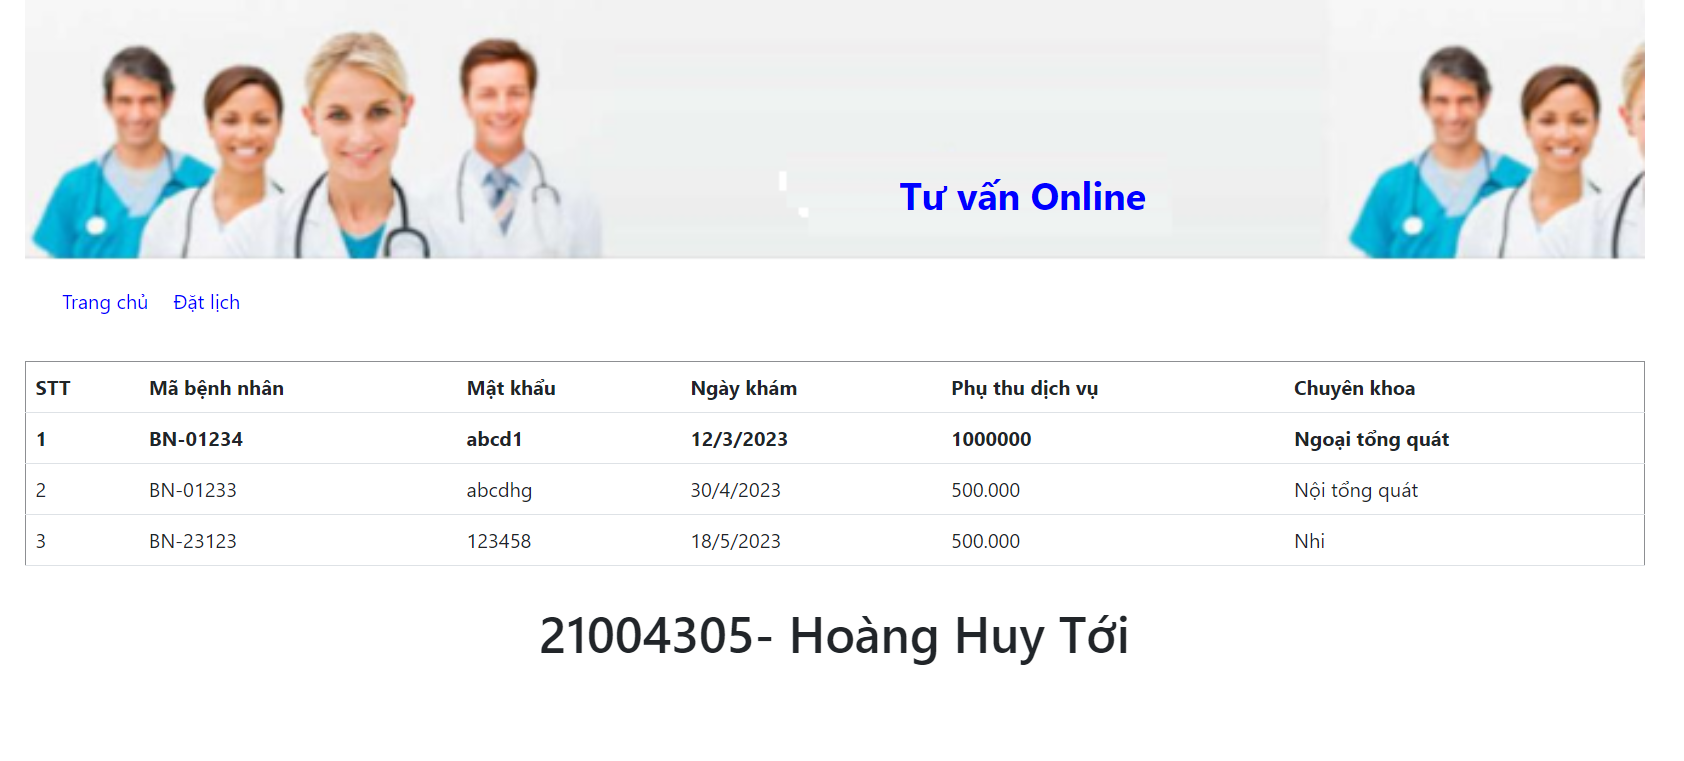 Tư vấn Online
Trang chủ Đặt lịch
STT Mã bệnh nhân Mật khẩu Ngày khám Phụ thu dịch vụ Chuyên khoa
1 BN-01234 abcd1 12/3/2023 1000000 Ngoại tổng quát
2 BN-01233 abcdhg 30/4/2023 500.000 Nội tổng quát
3 BN-23123 123458 18/5/2023 500.000 Nhi
21004305- Hoàng Huy Tới